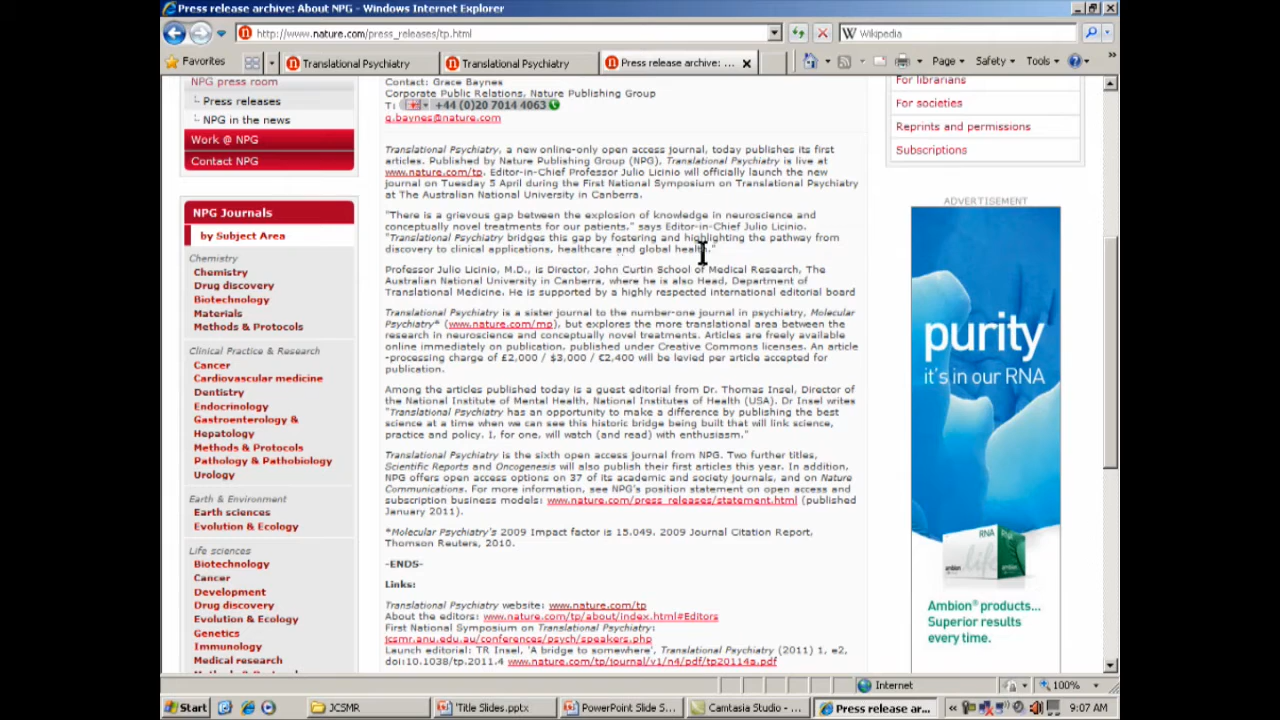 Press release archive: About NPG - Windows Internet Explorer
http://www.nature.com/press_releases/tp.html
Wikipedia
Favorites
Translational Psychiatry
Translational Psychiatry
Press release archive: ...
Page
Safety
Tools
NPG press room
Press releases
NPG in the news
Work @ NPG
Contact NPG
NPG Journals
by Subject Area
Chemistry
Chemistry
Drug discovery
Biotechnology
Materials
Methods & Protocols
Clinical Practice & Research
Cancer
Cardiovascular medicine
Dentistry
Endocrinology
Gastroenterology &
Hepatology
Methods & Protocols
Pathology & Pathobiology
Urology
Earth & Environment
Earth sciences
Evolution & Ecology
Life sciences
Biotechnology
Cancer
Development
Drug discovery
Evolution & Ecology
Genetics
Immunology
Medical research
Contact: Grace Baynes
Corporate Public Relations, Nature Publishing Group
T: +44 (0)20 7014 4063
g.baynes@nature.com
Translational Psychiatry, a new online-only open access journal, today publishes its first
articles. Published by Nature Publishing Group (NPG), Translational Psychiatry is live at
www.nature.com/tp. Editor-in-Chief Professor Julio Licinio will officially launch the new
journal on Tuesday 5 April during the First National Symposium on Translational Psychiatry
at The Australian National University in Canberra.
"There is a grievous gap between the explosion of knowledge in neuroscience and
conceptually novel treatments for our patients," says Editor-in-Chief Julio Licinio.
"Translational Psychiatry bridges this gap by fostering and highlighting the pathway from
discovery to clinical applications, healthcare and global health."
Professor Julio Licinio, M.D., is Director, John Curtin School of Medical Research, The
Australian National University in Canberra, where he is also Head, Department of
Translational Medicine. He is supported by a highly respected international editorial board
Translational Psychiatry is a sister journal to the number-one journal in psychiatry, Molecular
Psychiatry* (www.nature.com/mp), but explores the more translational area between the
research in neuroscience and conceptually novel treatments. Articles are freely available
online immediately on publication, published under Creative Commons licenses. An article
-processing charge of £2,000 / $3,000 / €2,400 will be levied per article accepted for
publication.
Among the articles published today is a guest editorial from Dr. Thomas Insel, Director of
the National Institute of Mental Health, National Institutes of Health (USA). Dr Insel writes
"Translational Psychiatry has an opportunity to make a difference by publishing the best
science at a time when we can see this historic bridge being built that will link science,
practice and policy. I, for one, will watch (and read) with enthusiasm."
Translational Psychiatry is the sixth open access journal from NPG. Two further titles,
Scientific Reports and Oncogenesis will also publish their first articles this year. In addition,
NPG offers open access options on 37 of its academic and society journals, and on Nature
Communications. For more information, see NPG's position statement on open access and
subscription business models: www.nature.com/press_releases/statement.html (published
January 2011).
*Molecular Psychiatry's 2009 Impact factor is 15.049. 2009 Journal Citation Report,
Thomson Reuters, 2010.
-ENDS-
Links:
Translational Psychiatry website: www.nature.com/tp
About the editors: www.nature.com/tp/about/index.html#Editors
First National Symposium on Translational Psychiatry:
jcsmr.anu.edu.au/conferences/psych/speakers.php
Launch editorial: TR Insel, 'A bridge to somewhere', Translational Psychiatry (2011) 1, e2,
doi:10.1038/tp.2011.4 www.nature.com/tp/journal/v1/n4/pdf/tp20114a.pdf
For librarians
For societies
Reprints and permissions
Subscriptions
ADVERTISEMENT
purity
it's in our RNA
RNA
ambion
life
Ambion® products...
Superior results
every time.
Internet
100%
Start
JCSMR
'Title Slides.pptx
PowerPoint Slide S...
Camtasia Studio - ...
Press release ar...
9:07 AM